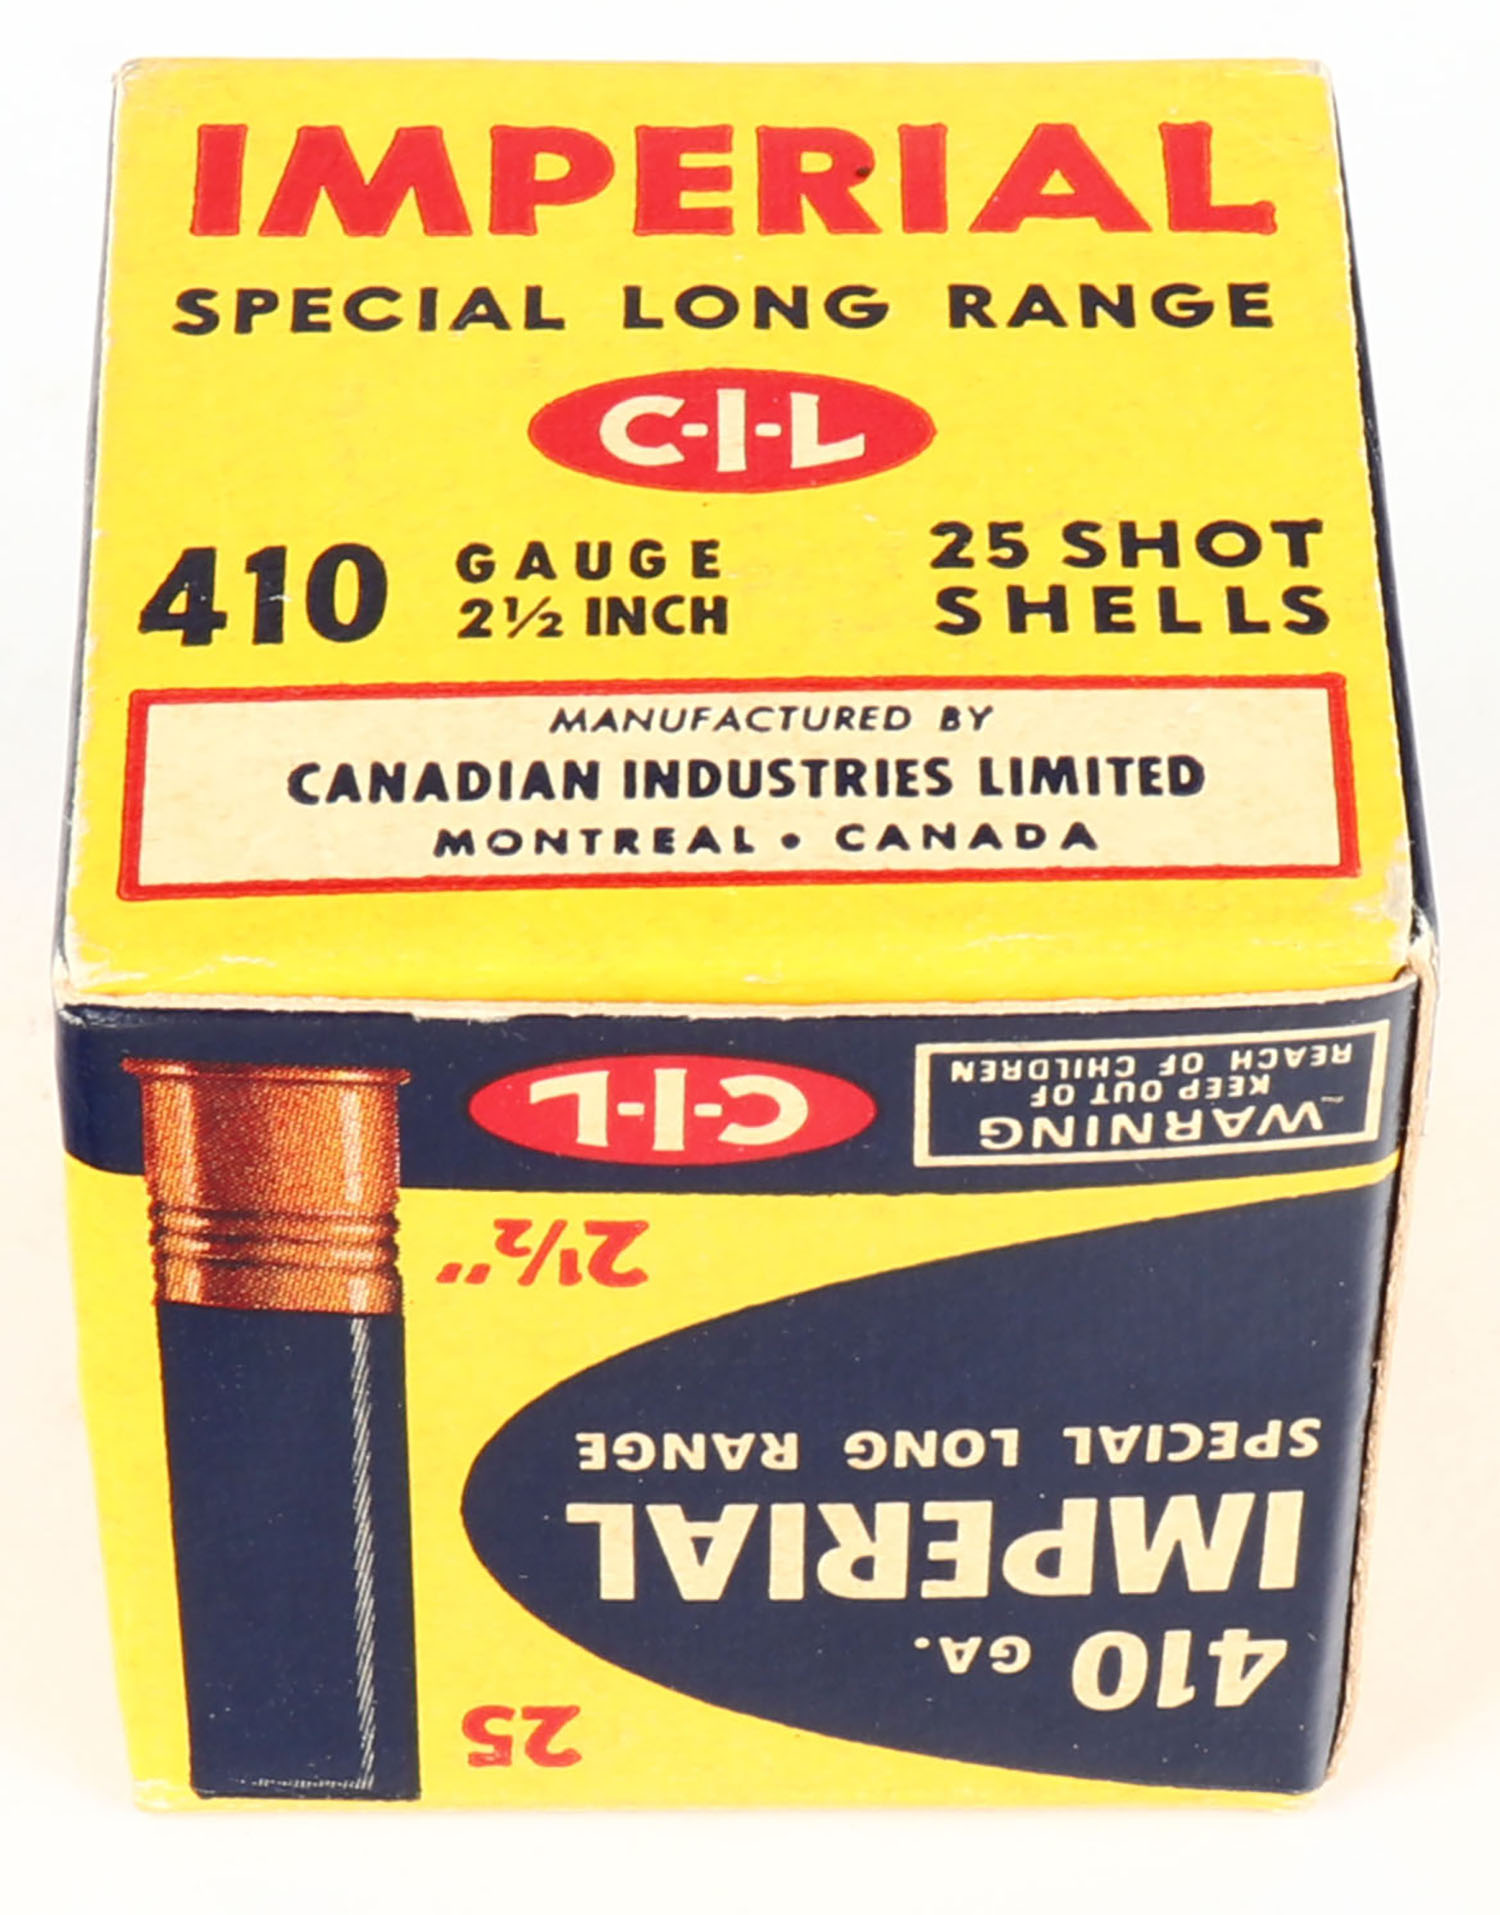 IMPERIAL
SPECIAL LONG RANGE
C-I-L
410 GAUGE 2½ INCH
25 SHOT SHELLS
MANUFACTURED BY
CANADIAN INDUSTRIES LIMITED
MONTREAL • CANADA
25
410 GA.
IMPERIAL
SPECIAL LONG RANGE
2½"
WARNING
KEEP OUT OF
REACH OF CHILDREN
C-I-L